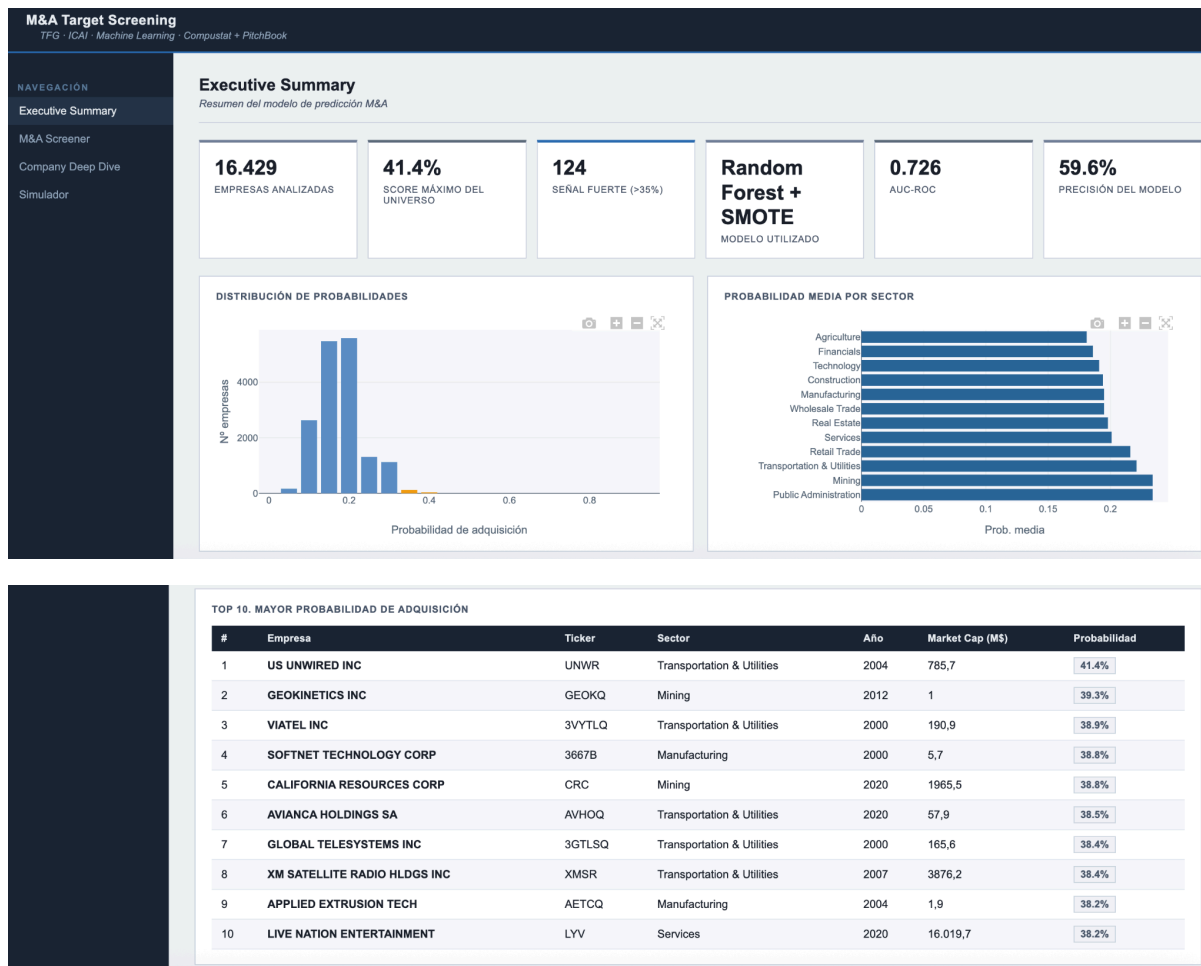 M&A Target Screening
TFG · ICAI · Machine Learning · Compustat + PitchBook
NAVEGACIÓN
Executive Summary
M&A Screener
Company Deep Dive
Simulador
Executive Summary
Resumen del modelo de predicción M&A
16.429
EMPRESAS ANALIZADAS
41.4%
SCORE MÁXIMO DEL
UNIVERSO
124
SEÑAL FUERTE (>35%)
Random
Forest +
SMOTE
MODELO UTILIZADO
0.726
AUC-ROC
59.6%
PRECISIÓN DEL MODELO
DISTRIBUCIÓN DE PROBABILIDADES
Nº empresas
4000
2000
0
0 0.2 0.4 0.6 0.8
Probabilidad de adquisición
PROBABILIDAD MEDIA POR SECTOR
Agriculture
Financials
Technology
Construction
Manufacturing
Wholesale Trade
Real Estate
Services
Retail Trade
Transportation & Utilities
Mining
Public Administration
0 0.05 0.1 0.15 0.2
Prob. media
TOP 10. MAYOR PROBABILIDAD DE ADQUISICIÓN
# Empresa Ticker Sector Año Market Cap (M$) Probabilidad
1 US UNWIRED INC UNWR Transportation & Utilities 2004 785,7 41.4%
2 GEOKINETICS INC GEOKQ Mining 2012 1 39.3%
3 VIATEL INC 3VYTLQ Transportation & Utilities 2000 190,9 38.9%
4 SOFTNET TECHNOLOGY CORP 3667B Manufacturing 2000 5,7 38.8%
5 CALIFORNIA RESOURCES CORP CRC Mining 2020 1965,5 38.8%
6 AVIANCA HOLDINGS SA AVHOQ Transportation & Utilities 2020 57,9 38.5%
7 GLOBAL TELESYSTEMS INC 3GTLSQ Transportation & Utilities 2000 165,6 38.4%
8 XM SATELLITE RADIO HLDGS INC XMSR Transportation & Utilities 2007 3876,2 38.4%
9 APPLIED EXTRUSION TECH AETCQ Manufacturing 2004 1,9 38.2%
10 LIVE NATION ENTERTAINMENT LYV Services 2020 16.019,7 38.2%